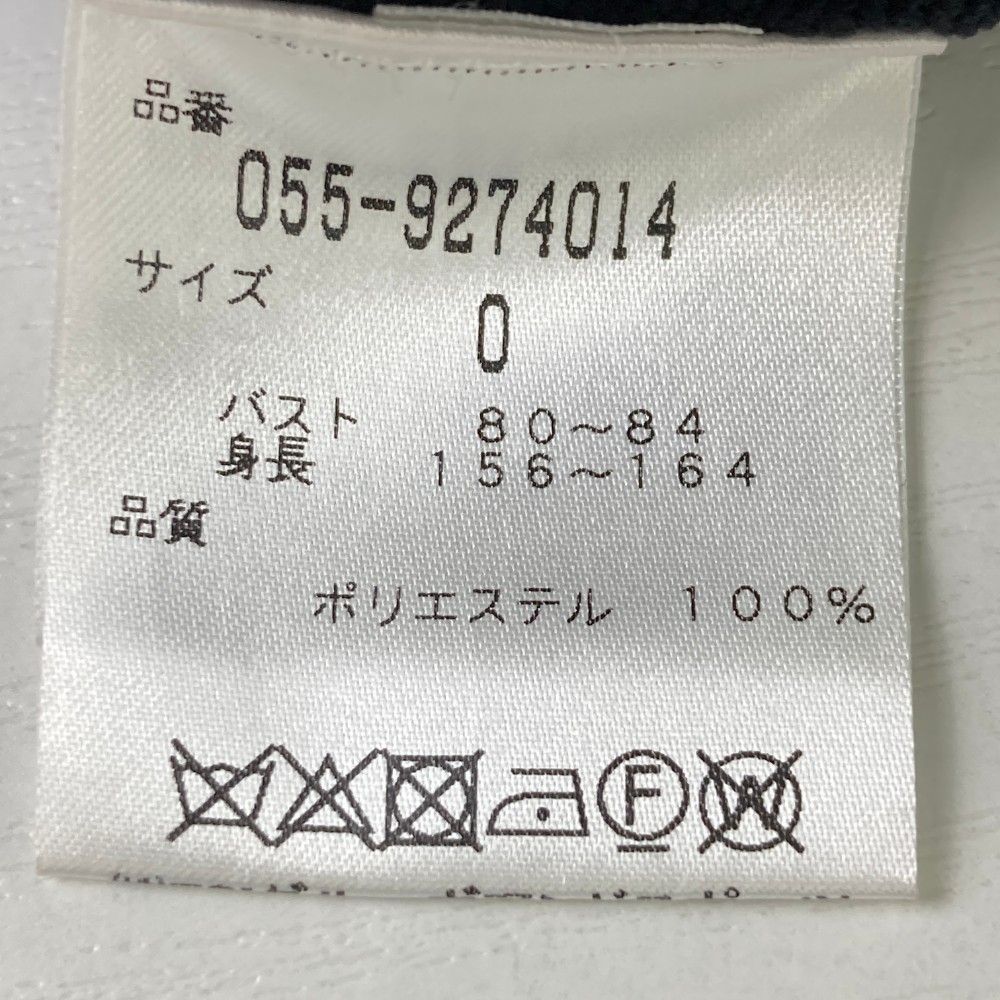 品番
055-9274014
サイズ
0
バスト 80～84
身長 156～164
品質
ポリエステル 100%
F
W